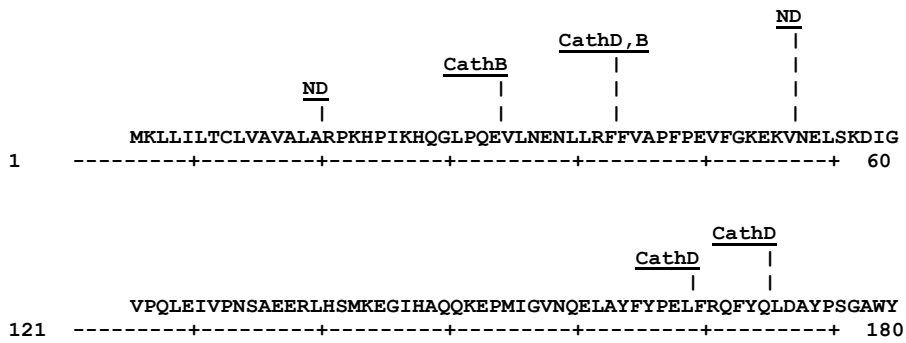 ND
CathD,B
CathB
ND
MKLLILTCLVAVALARPKHPIKHQGLPQEVLNENLLRFFVAPFPEVFGKEKVNELSKDIG
1 ---------+---------+---------+---------+---------+---------+ 60
CathD
CathD
VPQLEIVPNSAEERLHSMKEGIHAQQKEPMIGVNQELAYFYPELFRQFYQLDAYPSGAWY
121 ---------+---------+---------+---------+---------+---------+ 180